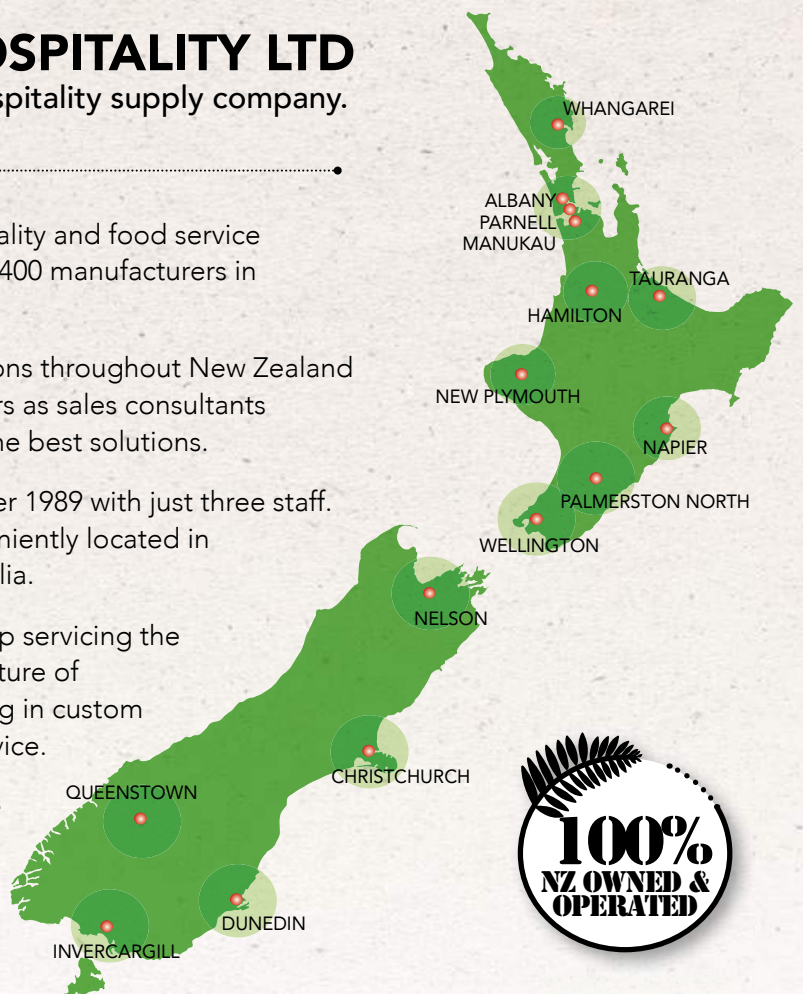 OSPITALITY LTD
spitality supply company.
ality and food service
400 manufacturers in
ons throughout New Zealand
rs as sales consultants
ne best solutions.
er 1989 with just three staff.
niently located in
lia.
p servicing the
ture of
g in custom
vice.
WHANGAREI
ALBANY
PARNELL
MANUKAU
TAURANGA
HAMILTON
NEW PLYMOUTH
NAPIER
PALMERSTON NORTH
WELLINGTON
NELSON
CHRISTCHURCH
QUEENSTOWN
DUNEDIN
INVERCARGILL
100%
NZ OWNED &
OPERATED